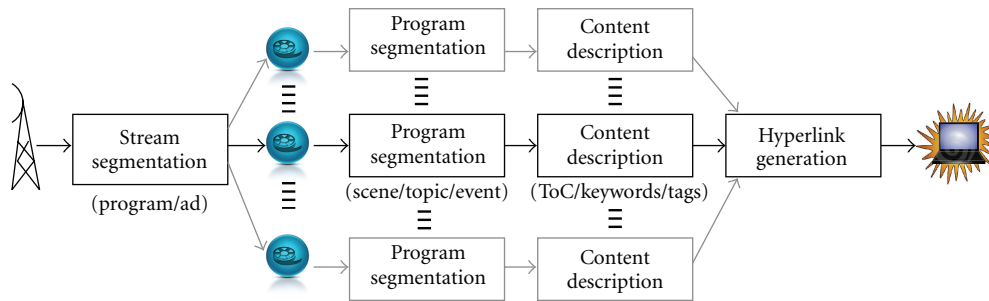 Program
segmentation
Content
description
Stream
segmentation
(program/ad)
Program
segmentation
(scene/topic/event)
Content
description
(ToC/keywords/tags)
Hyperlink
generation
Program
segmentation
Content
description